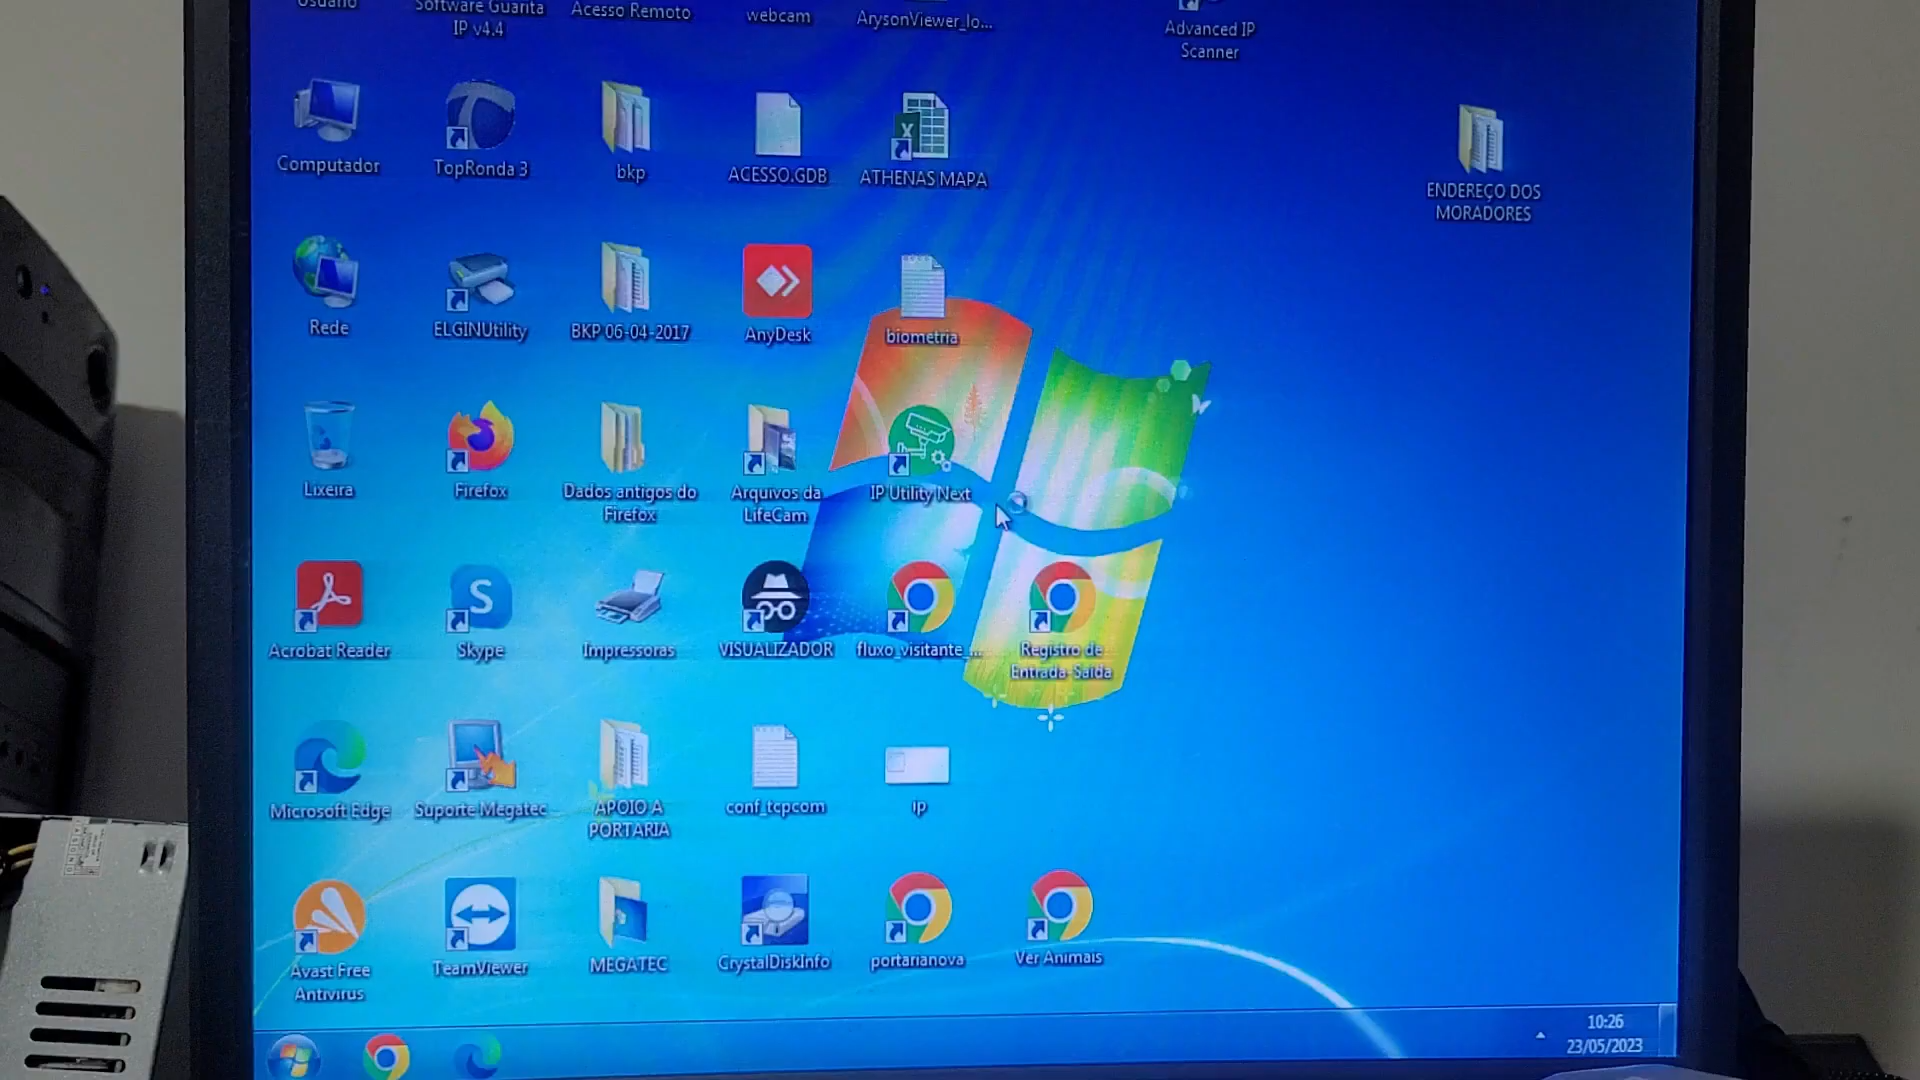 Usuario
Software Guarita
IP v4.4
Acesso Remoto
webcam
ArysonViewer_lo...
Advanced IP
Scanner
Computador
TopRonda 3
bkp
ACESSO.GDB
ATHENAS MAPA
ENDEREÇO DOS
MORADORES
Rede
ELGINUtility
BKP 06-04-2017
AnyDesk
biometria
Lixeira
Firefox
Dados antigos do
Firefox
Arquivos da
LifeCam
IP Utility Next
Acrobat Reader
Skype
Impressoras
VISUALIZADOR
fluxo_visitante_...
Registro de
Entrada-Saida
Microsoft Edge
Suporte Megatec
APOIO A
PORTARIA
conf_tcpcom
ip
Avast Free
Antivirus
TeamViewer
MEGATEC
CrystalDiskInfo
portarianova
Ver Animais
10:26
23/05/2023